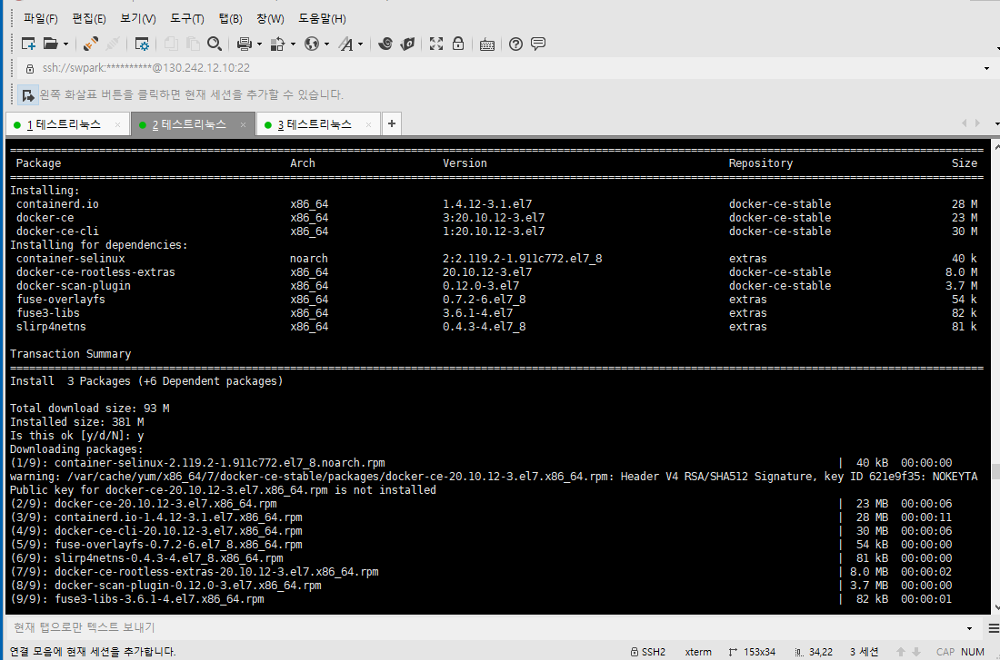 파일(F) 편집(E) 보기(V) 도구(T) 탭(B) 창(W) 도움말(H)
ssh://swpark:**********@130.242.12.10:22
왼쪽 화살표 버튼을 클릭하면 현재 세션을 추가할 수 있습니다.
1 테스트리눅스 × 2 테스트리눅스 × 3 테스트리눅스 × +
================================================================================
Package Arch Version Repository Size
================================================================================
Installing:
containerd.io x86_64 1.4.12-3.1.el7 docker-ce-stable 28 M
docker-ce x86_64 3:20.10.12-3.el7 docker-ce-stable 23 M
docker-ce-cli x86_64 1:20.10.12-3.el7 docker-ce-stable 30 M
Installing for dependencies:
container-selinux noarch 2:2.119.2-1.911c772.el7_8 extras 40 k
docker-ce-rootless-extras x86_64 20.10.12-3.el7 docker-ce-stable 8.0 M
docker-scan-plugin x86_64 0.12.0-3.el7 docker-ce-stable 3.7 M
fuse-overlayfs x86_64 0.7.2-6.el7_8 extras 54 k
fuse3-libs x86_64 3.6.1-4.el7 extras 82 k
slirp4netns x86_64 0.4.3-4.el7_8 extras 81 k
Transaction Summary
================================================================================
Install 3 Packages (+6 Dependent packages)
Total download size: 93 M
Installed size: 381 M
Is this ok [y/d/N]: y
Downloading packages:
(1/9): container-selinux-2.119.2-1.911c772.el7_8.noarch.rpm | 40 kB 00:00:00
warning: /var/cache/yum/x86_64/7/docker-ce-stable/packages/docker-ce-20.10.12-3.el7.x86_64.rpm: Header V4 RSA/SHA512 Signature, key ID 621e9f35: NOKEYTA
Public key for docker-ce-20.10.12-3.el7.x86_64.rpm is not installed
(2/9): docker-ce-20.10.12-3.el7.x86_64.rpm | 23 MB 00:00:06
(3/9): containerd.io-1.4.12-3.1.el7.x86_64.rpm | 28 MB 00:00:11
(4/9): docker-ce-cli-20.10.12-3.el7.x86_64.rpm | 30 MB 00:00:06
(5/9): fuse-overlayfs-0.7.2-6.el7_8.x86_64.rpm | 54 kB 00:00:00
(6/9): slirp4netns-0.4.3-4.el7_8.x86_64.rpm | 81 kB 00:00:00
(7/9): docker-ce-rootless-extras-20.10.12-3.el7.x86_64.rpm | 8.0 MB 00:00:02
(8/9): docker-scan-plugin-0.12.0-3.el7.x86_64.rpm | 3.7 MB 00:00:00
(9/9): fuse3-libs-3.6.1-4.el7.x86_64.rpm | 82 kB 00:00:01
현재 탭으로만 텍스트 보내기
연결 모음에 현재 세션을 추가합니다. SSH2 xterm 153x34 34,22 3 세션 CAP NUM